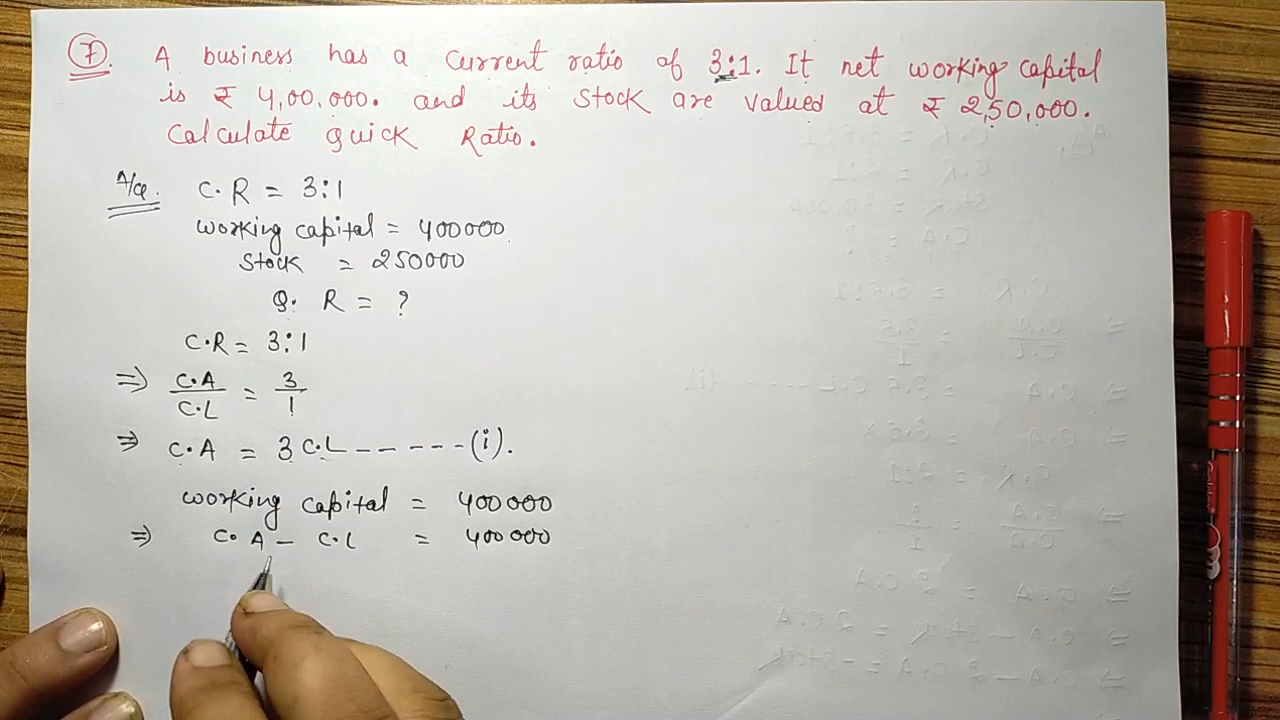 7. A business has a current ratio of 3:1. It net working capital
is ₹ 4,00,000. and its stock are valued at ₹ 2,50,000.
Calculate quick Ratio.
A/q. C.R = 3:1
working capital = 400000
Stock = 250000
Q. R = ?
C.R = 3:1
⇒ C.A/C.L = 3/1
⇒ C.A = 3 C.L ------(i).
working capital = 400000
⇒ C.A - C.L = 400000